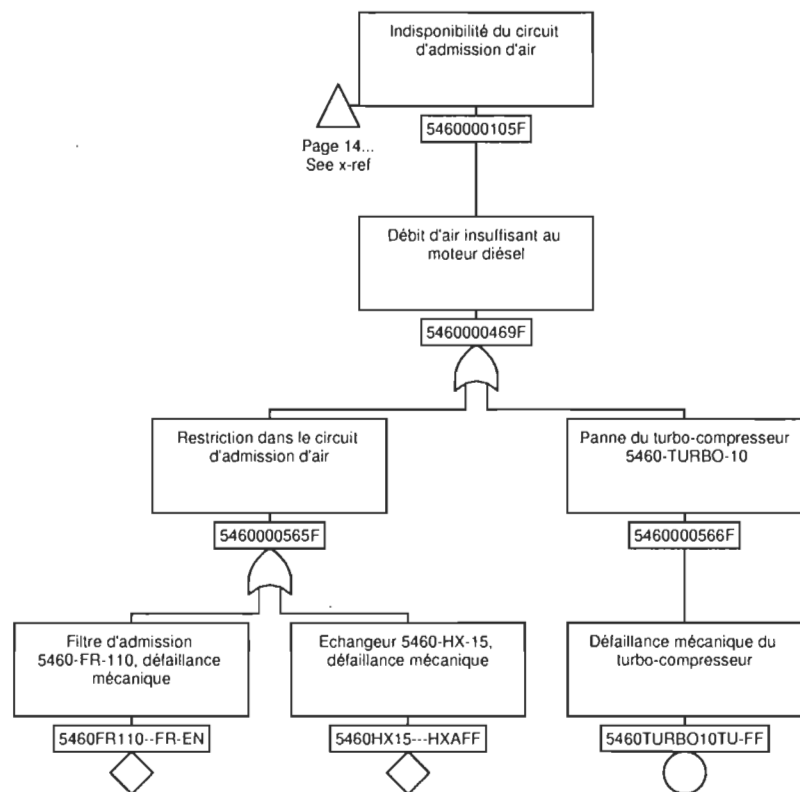 Indisponibilité du circuit
d'admission d'air
5460000105F
Page 14...
See x-ref
Débit d'air insuffisant au
moteur diésel
5460000469F
Restriction dans le circuit
d'admission d'air
Panne du turbo-compresseur
5460-TURBO-10
5460000565F
5460000566F
Filtre d'admission
5460-FR-110, défaillance
mécanique
Echangeur 5460-HX-15,
défaillance mécanique
Défaillance mécanique du
turbo-compresseur
5460FR110--FR-EN
5460HX15---HXAFF
5460TURBO10TU-FF